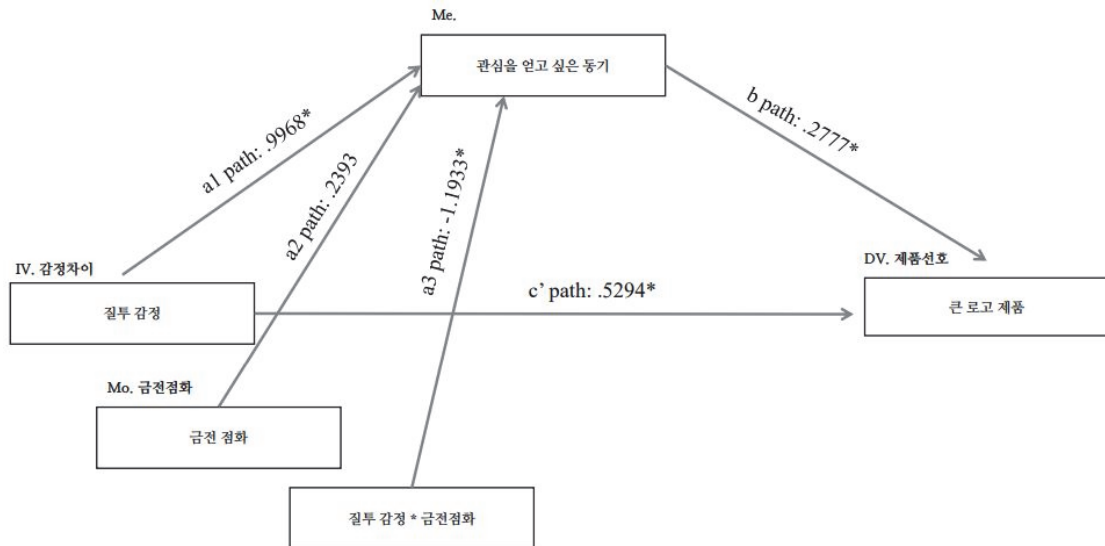 Me.
관심을 얻고 싶은 동기
a1 path: .9968*
a2 path: .2393
a3 path: -1.1933*
b path: .2777*
IV. 감정차이
질투 감정
c’ path: .5294*
DV. 제품선호
큰 로고 제품
Mo. 금전점화
금전 점화
질투 감정 * 금전점화